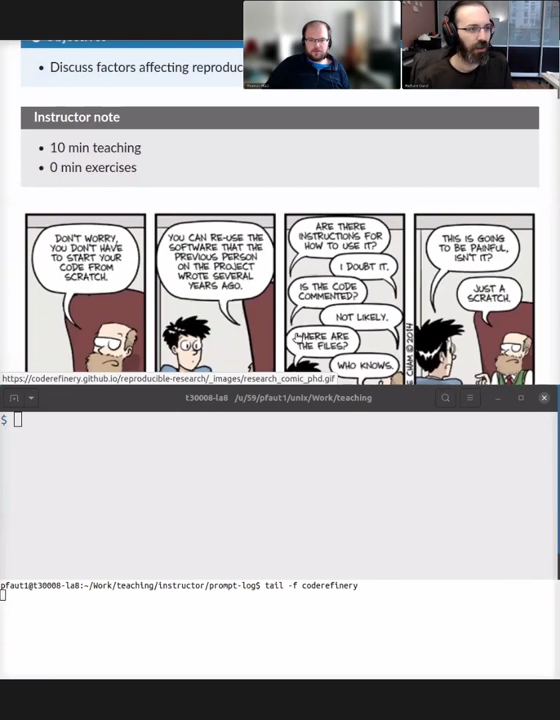 Objectives
• Discuss factors affecting reproduc
Instructor note
• 10 min teaching
• 0 min exercises
DON'T WORRY,
YOU DON'T HAVE
TO START YOUR
CODE FROM
SCRATCH.
YOU CAN RE-USE THE
SOFTWARE THAT THE
PREVIOUS PERSON
ON THE PROJECT
WROTE SEVERAL
YEARS AGO.
ARE THERE
INSTRUCTIONS FOR
HOW TO USE IT?
I DOUBT IT.
IS THE CODE
COMMENTED?
NOT LIKELY.
WHERE ARE
THE FILES?
WHO KNOWS.
THIS IS GOING
TO BE PAINFUL,
ISN'T IT?
JUST A
SCRATCH.
CHAM © 2014
https://coderefinery.github.io/reproducible-research/_images/research_comic_phd.gif
t30008-la8 /u/59/pfaut1/unix/Work/teaching
$
pfaut1@t30008-la8:~/Work/teaching/instructor/prompt-log$ tail -f coderefinery